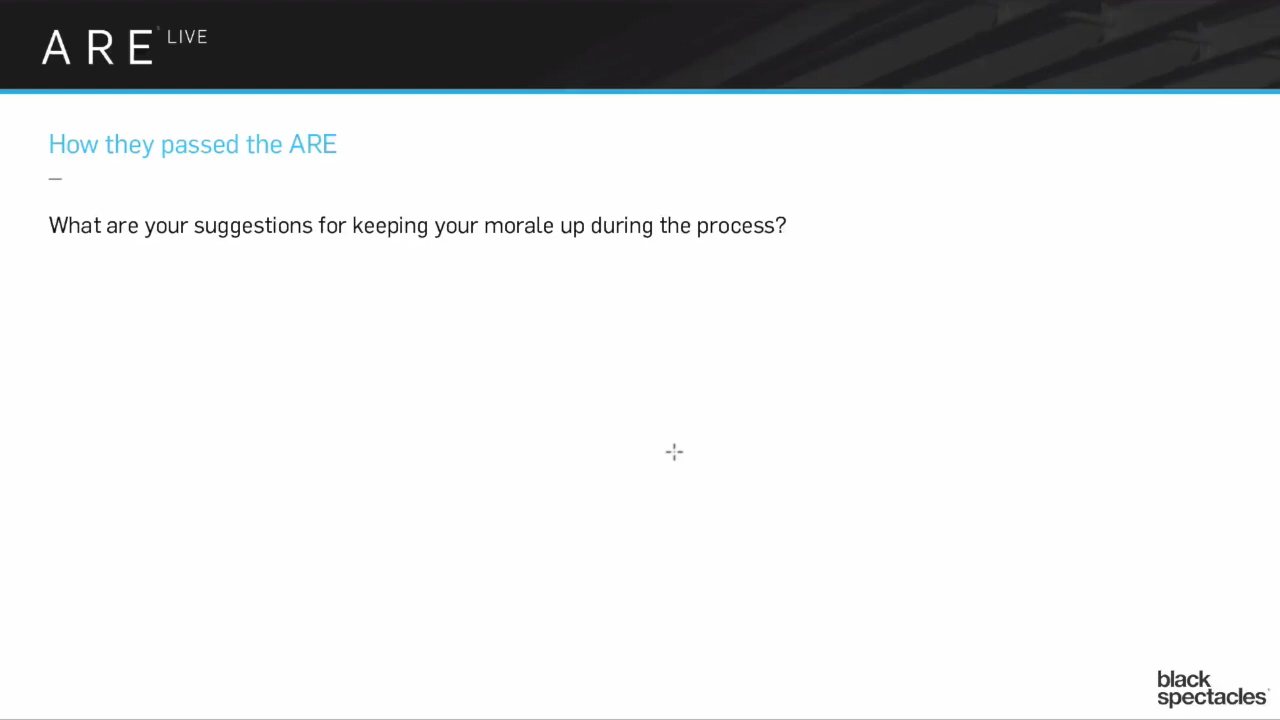 ARE® LIVE
How they passed the ARE
—
What are your suggestions for keeping your morale up during the process?
black
spectacles®